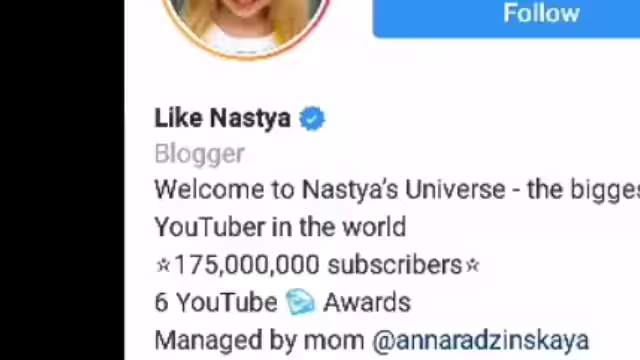 Follow
Like Nastya
Blogger
Welcome to Nastya's Universe - the
YouTuber in the world
⭐175,000,000 subscribers⭐
6 YouTube 💎 Awards
Managed by mom @annaradzinskaya